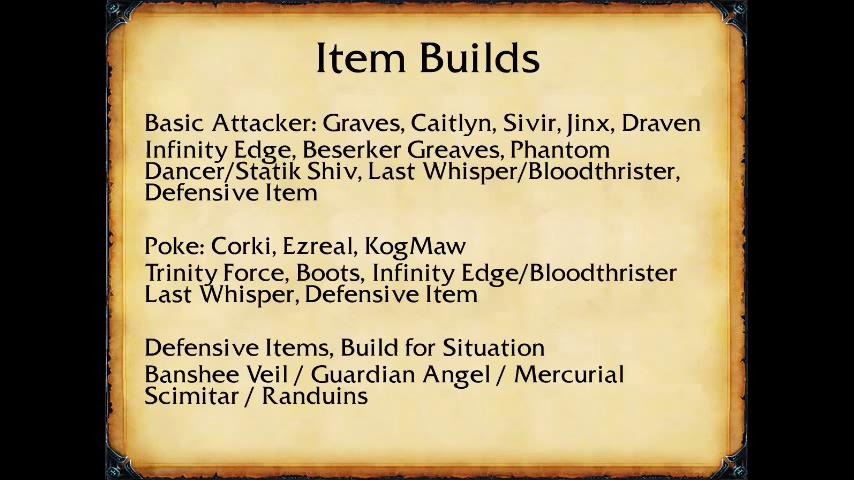 Item Builds
Basic Attacker: Graves, Caitlyn, Sivir, Jinx, Draven
Infinity Edge, Beserker Greaves, Phantom
Dancer/Statik Shiv, Last Whisper/Bloodthrister,
Defensive Item
Poke: Corki, Ezreal, KogMaw
Trinity Force, Boots, Infinity Edge/Bloodthrister
Last Whisper, Defensive Item
Defensive Items, Build for Situation
Banshee Veil / Guardian Angel / Mercurial
Scimitar / Randuins